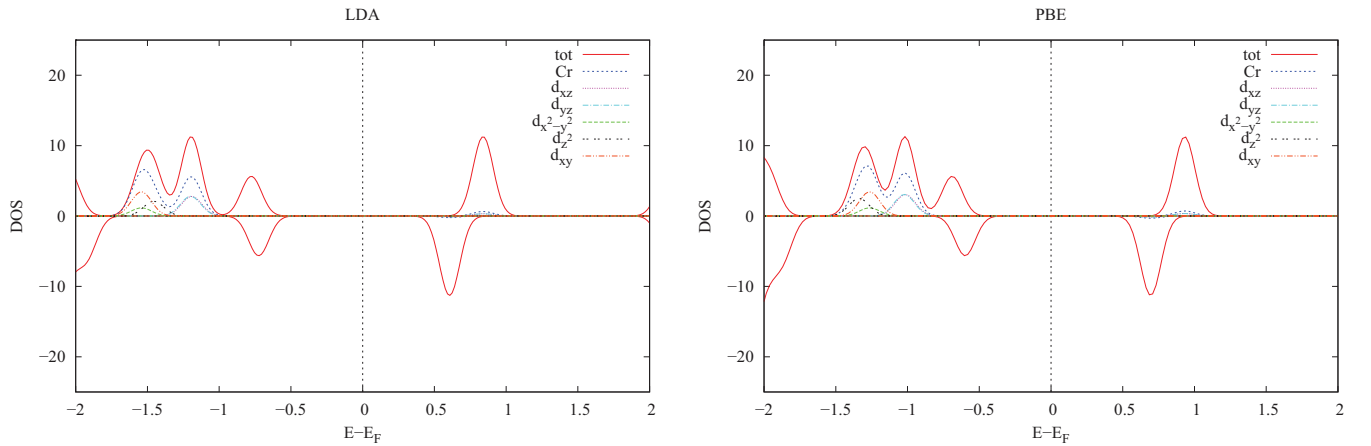 LDA
DOS
20
10
0
−10
−20
−2
−1.5
−1
−0.5
0
0.5
1
1.5
2
E−E_F
tot
Cr
d_xz
d_yz
d_x²−y²
d_z²
d_xy
PBE
DOS
20
10
0
−10
−20
−2
−1.5
−1
−0.5
0
0.5
1
1.5
2
E−E_F
tot
Cr
d_xz
d_yz
d_x²−y²
d_z²
d_xy